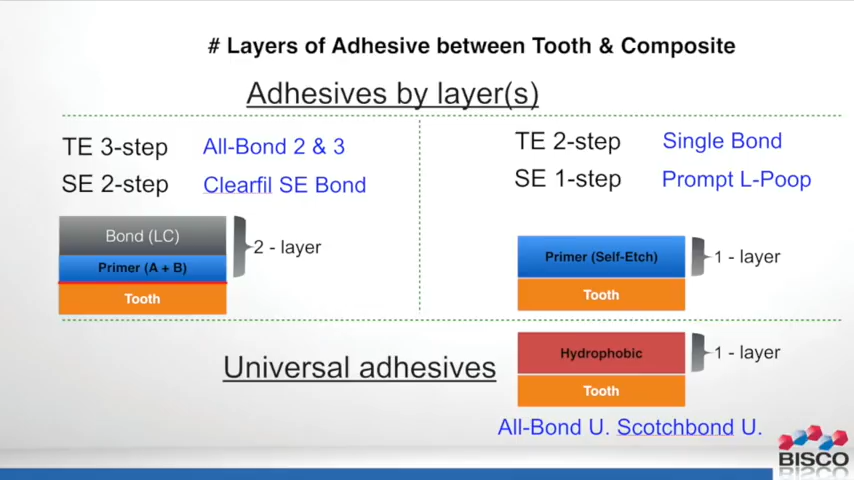 # Layers of Adhesive between Tooth & Composite
Adhesives by layer(s)
TE 3-step All-Bond 2 & 3
SE 2-step Clearfil SE Bond
Bond (LC)
Primer (A + B)
Tooth
2 - layer
TE 2-step Single Bond
SE 1-step Prompt L-Poop
Primer (Self-Etch)
Tooth
1 - layer
Universal adhesives
Hydrophobic
Tooth
1 - layer
All-Bond U. Scotchbond U.
BISCO